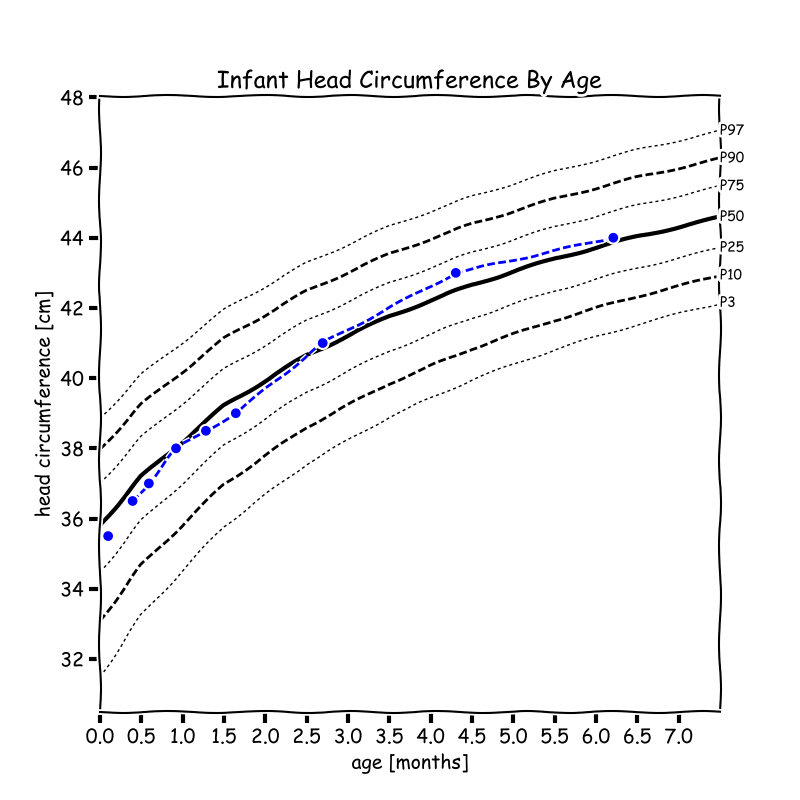 Infant Head Circumference By Age
head circumference [cm]
48
46
44
42
40
38
36
34
32
P97
P90
P75
P50
P25
P10
P3
0.0 0.5 1.0 1.5 2.0 2.5 3.0 3.5 4.0 4.5 5.0 5.5 6.0 6.5 7.0
age [months]